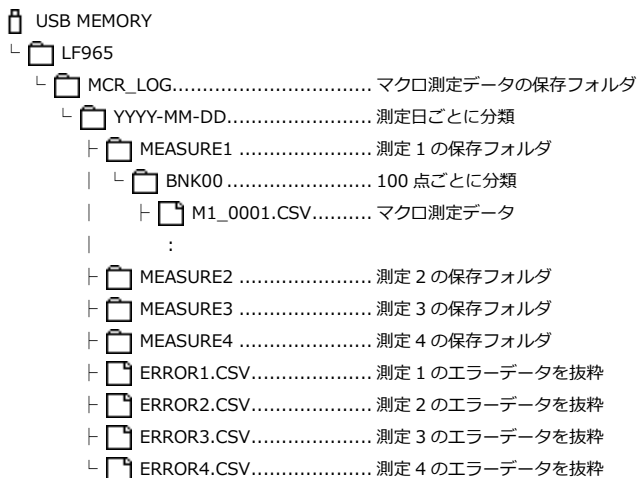 USB MEMORY
LF965
MCR_LOG................................ マクロ測定データの保存フォルダ
YYYY-MM-DD....................... 測定日ごとに分類
MEASURE1 ..................... 測定 1 の保存フォルダ
BNK00 ....................... 100 点ごとに分類
M1_0001.CSV.......... マクロ測定データ
:
MEASURE2 ..................... 測定 2 の保存フォルダ
MEASURE3 ..................... 測定 3 の保存フォルダ
MEASURE4 ..................... 測定 4 の保存フォルダ
ERROR1.CSV................... 測定 1 のエラーデータを抜粋
ERROR2.CSV................... 測定 2 のエラーデータを抜粋
ERROR3.CSV................... 測定 3 のエラーデータを抜粋
ERROR4.CSV................... 測定 4 のエラーデータを抜粋